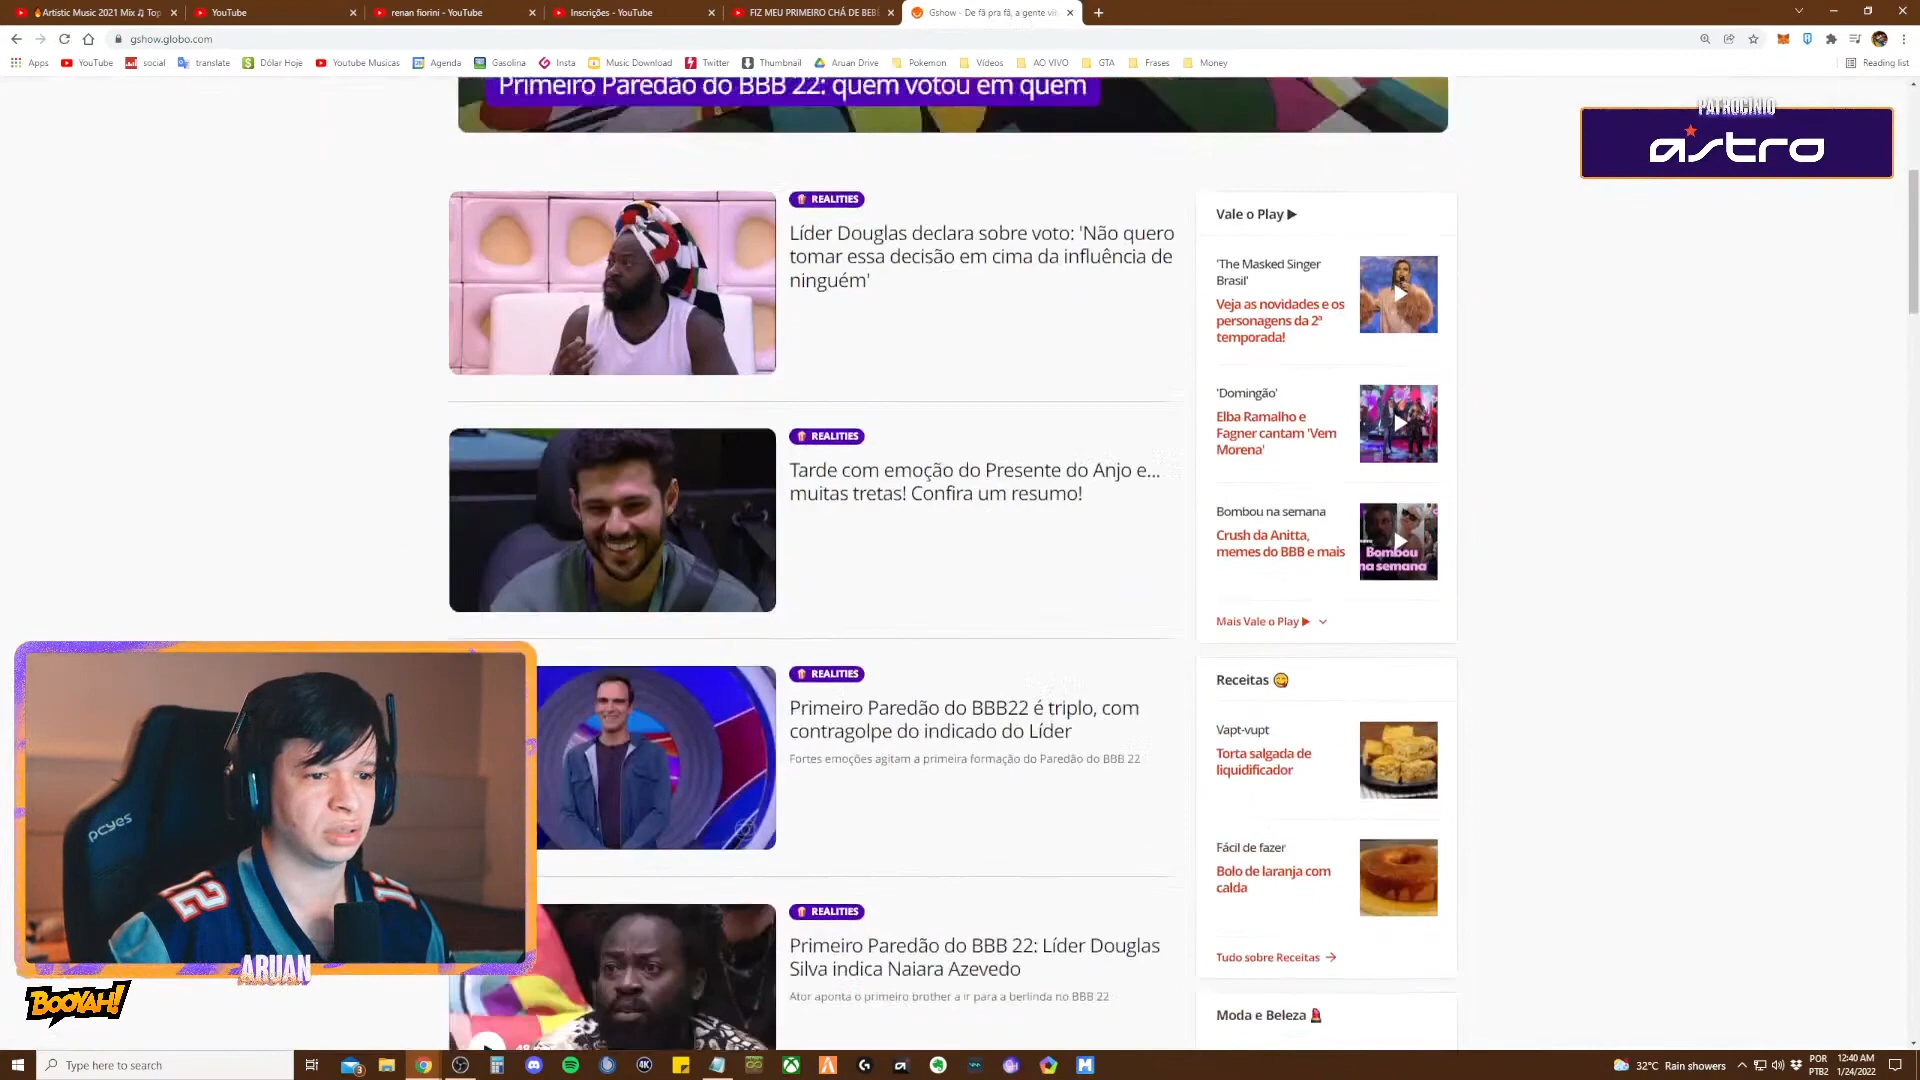 Artistic Music 2021 Mix ♫ Top
YouTube
renan fiorini - YouTube
Inscrições - YouTube
FIZ MEU PRIMEIRO CHÁ DE BEB
Gshow - De fã pra fã, a gente vi
gshow.globo.com
Apps
YouTube
social
translate
Dólar Hoje
Youtube Musicas
Agenda
Gasolina
Insta
Music Download
Twitter
Thumbnail
Aruan Drive
Pokemon
Vídeos
AO VIVO
GTA
Frases
Money
Reading list
Primeiro Paredão do BBB 22: quem votou em quem
PATROCÍNIO
astro
REALITIES
Líder Douglas declara sobre voto: 'Não quero
tomar essa decisão em cima da influência de
ninguém'
REALITIES
Tarde com emoção do Presente do Anjo e...
muitas tretas! Confira um resumo!
REALITIES
Primeiro Paredão do BBB22 é triplo, com
contragolpe do indicado do Líder
Fortes emoções agitam a primeira formação do Paredão do BBB 22
REALITIES
Primeiro Paredão do BBB 22: Líder Douglas
Silva indica Naiara Azevedo
Ator aponta o primeiro brother a ir para a berlinda no BBB 22
Vale o Play ▶
'The Masked Singer
Brasil'
Veja as novidades e os
personagens da 2ª
temporada!
'Domingão'
Elba Ramalho e
Fagner cantam 'Vem
Morena'
Bombou na semana
Crush da Anitta,
memes do BBB e mais
Bombou
na semana
Mais Vale o Play ▶
Receitas 😋
Vapt-vupt
Torta salgada de
liquidificador
Fácil de fazer
Bolo de laranja com
calda
Tudo sobre Receitas →
Moda e Beleza 💄
pcyes
12
ARUAN
BOOYAH!
Type here to search
3
4K
32°C Rain showers
POR
PTB2
12:40 AM
1/24/2022